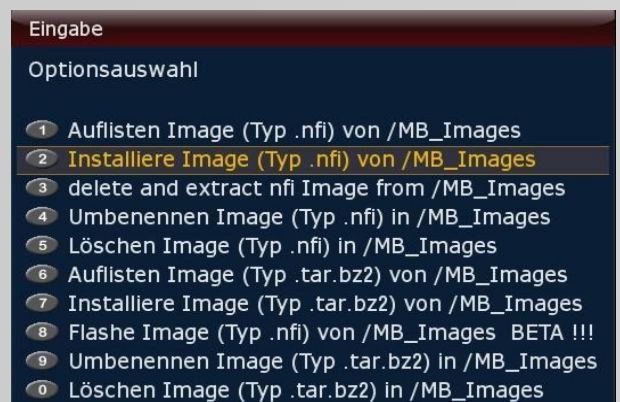 Eingabe
Optionsauswahl
1 Auflisten Image (Typ .nfi) von /MB_Images
2 Installiere Image (Typ .nfi) von /MB_Images
3 delete and extract nfi Image from /MB_Images
4 Umbenennen Image (Typ .nfi) in /MB_Images
5 Löschen Image (Typ .nfi) in /MB_Images
6 Auflisten Image (Typ .tar.bz2) von /MB_Images
7 Installiere Image (Typ .tar.bz2) von /MB_Images
8 Flashe Image (Typ .nfi) von /MB_Images BETA !!!
9 Umbenennen Image (Typ .tar.bz2) in /MB_Images
0 Löschen Image (Typ .tar.bz2) in /MB_Images